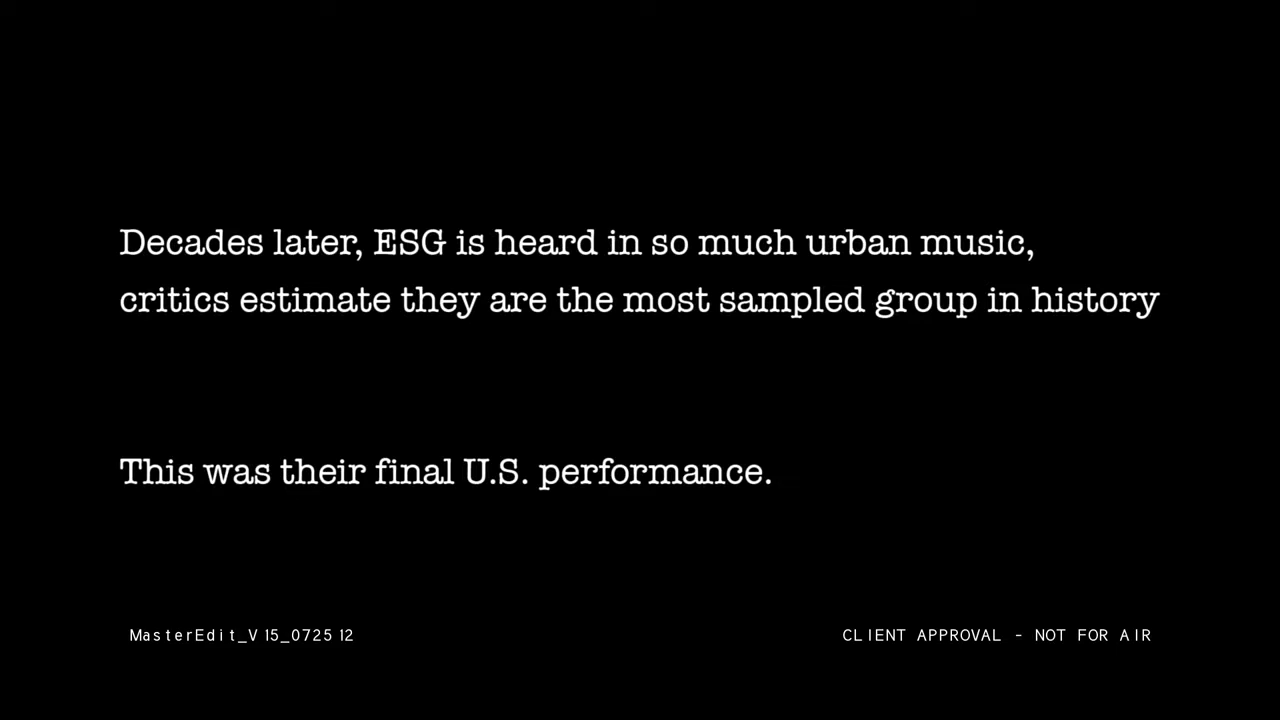 Decades later, ESG is heard in so much urban music,
critics estimate they are the most sampled group in history
This was their final U.S. performance.
MasterEdit_V15_072512
CLIENT APPROVAL - NOT FOR AIR